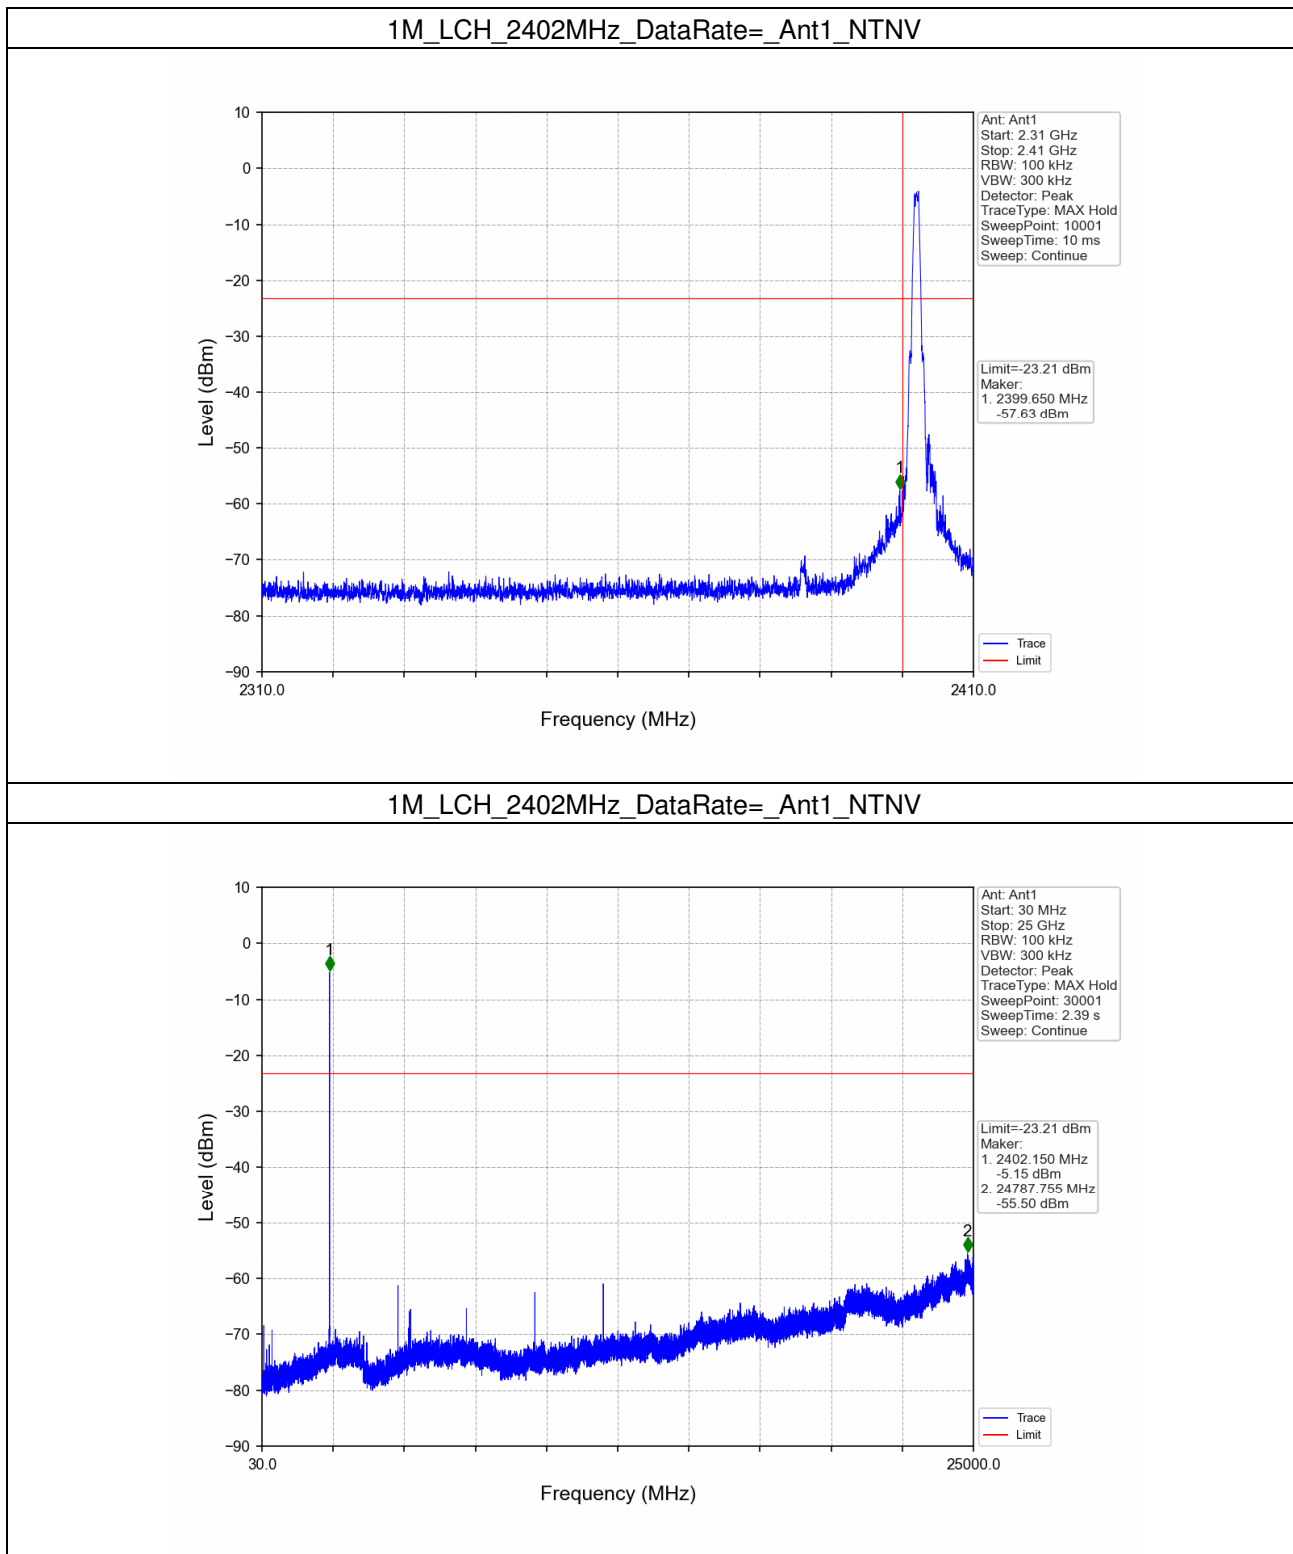 1M_LCH_2402MHz_DataRate=_Ant1_NTNV
10
0
−10
−20
−30
−40
−50
−60
−70
−80
−90
Level (dBm)
2310.0
2410.0
Frequency (MHz)
1
Ant: Ant1
Start: 2.31 GHz
Stop: 2.41 GHz
RBW: 100 kHz
VBW: 300 kHz
Detector: Peak
TraceType: MAX Hold
SweepPoint: 10001
SweepTime: 10 ms
Sweep: Continue
Limit=-23.21 dBm
Maker:
1. 2399.650 MHz
-57.63 dBm
Trace
Limit
1M_LCH_2402MHz_DataRate=_Ant1_NTNV
10
0
−10
−20
−30
−40
−50
−60
−70
−80
−90
Level (dBm)
30.0
25000.0
Frequency (MHz)
1
2
Ant: Ant1
Start: 30 MHz
Stop: 25 GHz
RBW: 100 kHz
VBW: 300 kHz
Detector: Peak
TraceType: MAX Hold
SweepPoint: 30001
SweepTime: 2.39 s
Sweep: Continue
Limit=-23.21 dBm
Maker:
1. 2402.150 MHz
-5.15 dBm
2. 24787.755 MHz
-55.50 dBm
Trace
Limit